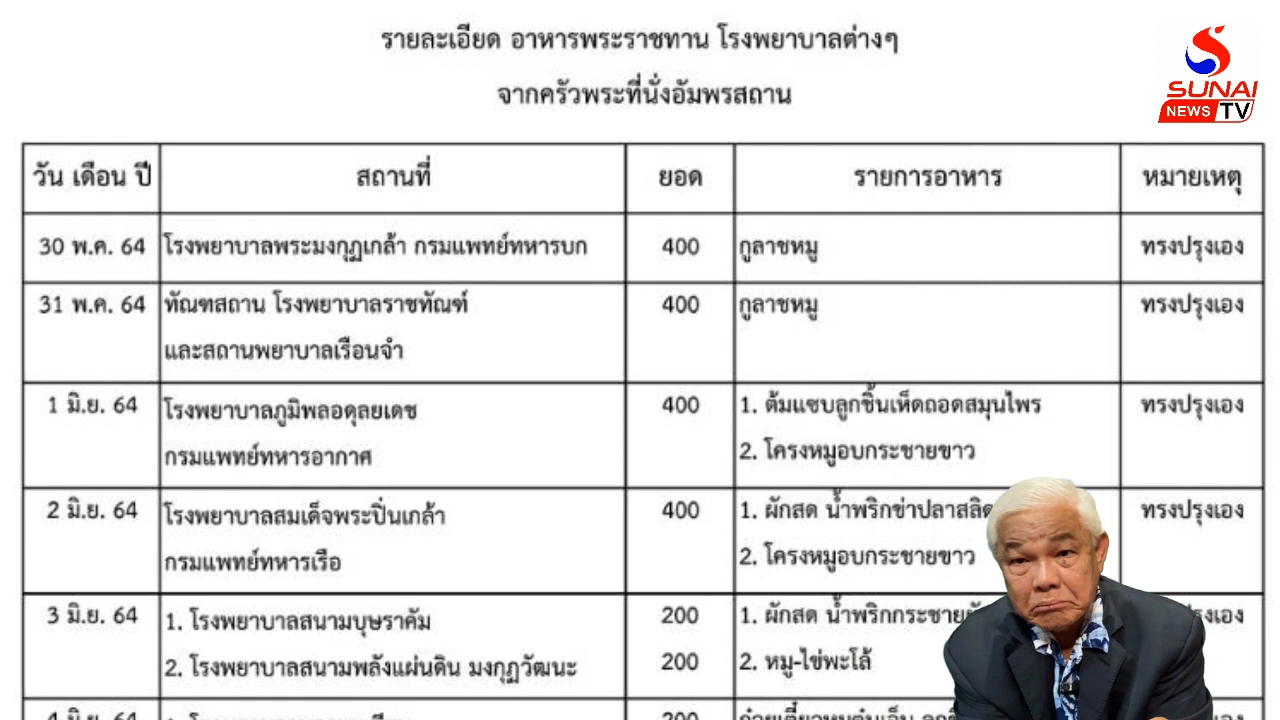 รายละเอียด อาหารพระราชทาน โรงพยาบาลต่างๆ
จากครัวพระที่นั่งอัมพรสถาน
SUNAI
NEWS TV
วัน เดือน ปี สถานที่ ยอด รายการอาหาร หมายเหตุ
30 พ.ค. 64 โรงพยาบาลพระมงกุฏเกล้า กรมแพทย์ทหารบก 400 กูลาชหมู ทรงปรุงเอง
31 พ.ค. 64 ทัณฑสถาน โรงพยาบาลราชทัณฑ์ 400 กูลาชหมู ทรงปรุงเอง
และสถานพยาบาลเรือนจำ
1 มิ.ย. 64 โรงพยาบาลภูมิพลอดุลยเดช 400 1. ต้มแซบลูกชิ้นเห็ดถอดสมุนไพร ทรงปรุงเอง
กรมแพทย์ทหารอากาศ 2. โครงหมูอบกระชายขาว
2 มิ.ย. 64 โรงพยาบาลสมเด็จพระปิ่นเกล้า 400 1. ผักสด น้ำพริกข่าปลาสลิด ทรงปรุงเอง
กรมแพทย์ทหารเรือ 2. โครงหมูอบกระชายขาว
3 มิ.ย. 64 1. โรงพยาบาลสนามบุษราคัม 200 1. ผักสด น้ำพริกกระชาย
2. โรงพยาบาลสนามพลังแผ่นดิน มงกุฏวัฒนะ 200 2. หมู-ไข่พะโล้
4 มิ.ย. 64 200